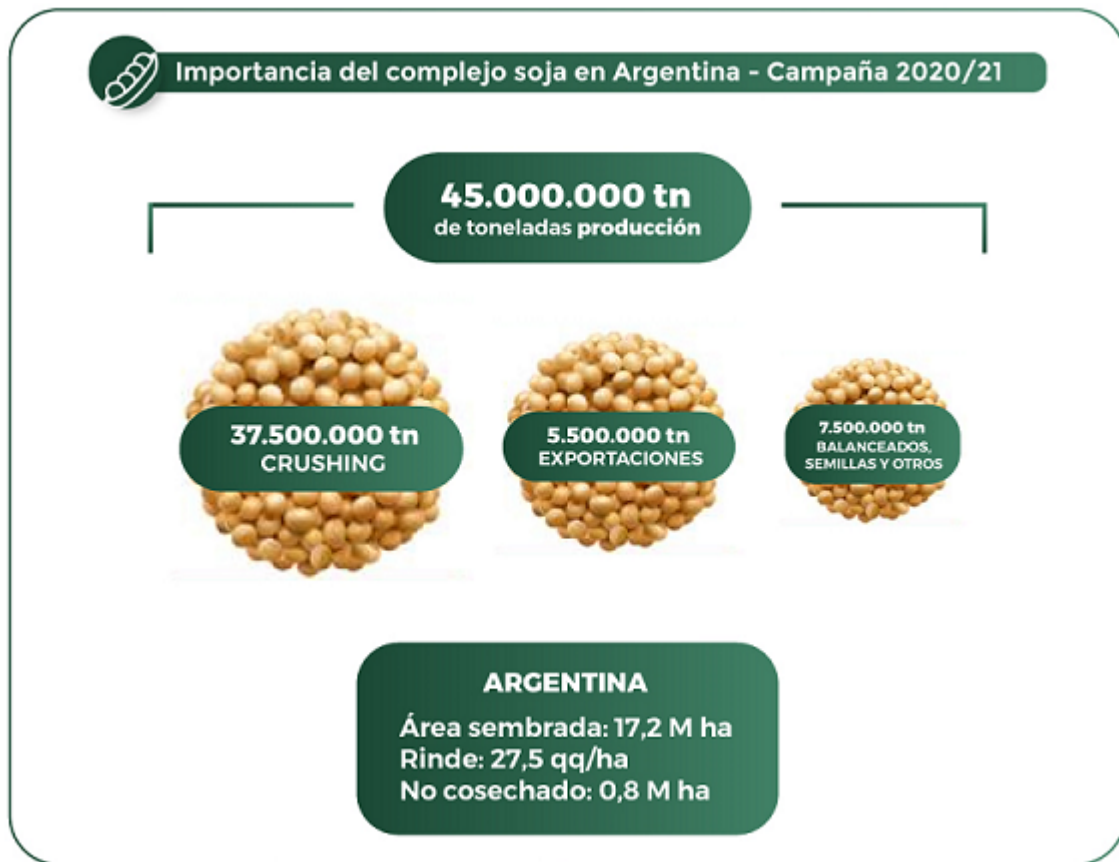 Importancia del complejo soja en Argentina - Campaña 2020/21
45.000.000 tn
de toneladas producción
37.500.000 tn
CRUSHING
5.500.000 tn
EXPORTACIONES
7.500.000 tn
BALANCEADOS,
SEMILLAS Y OTROS
ARGENTINA
Área sembrada: 17,2 M ha
Rinde: 27,5 qq/ha
No cosechado: 0,8 M ha